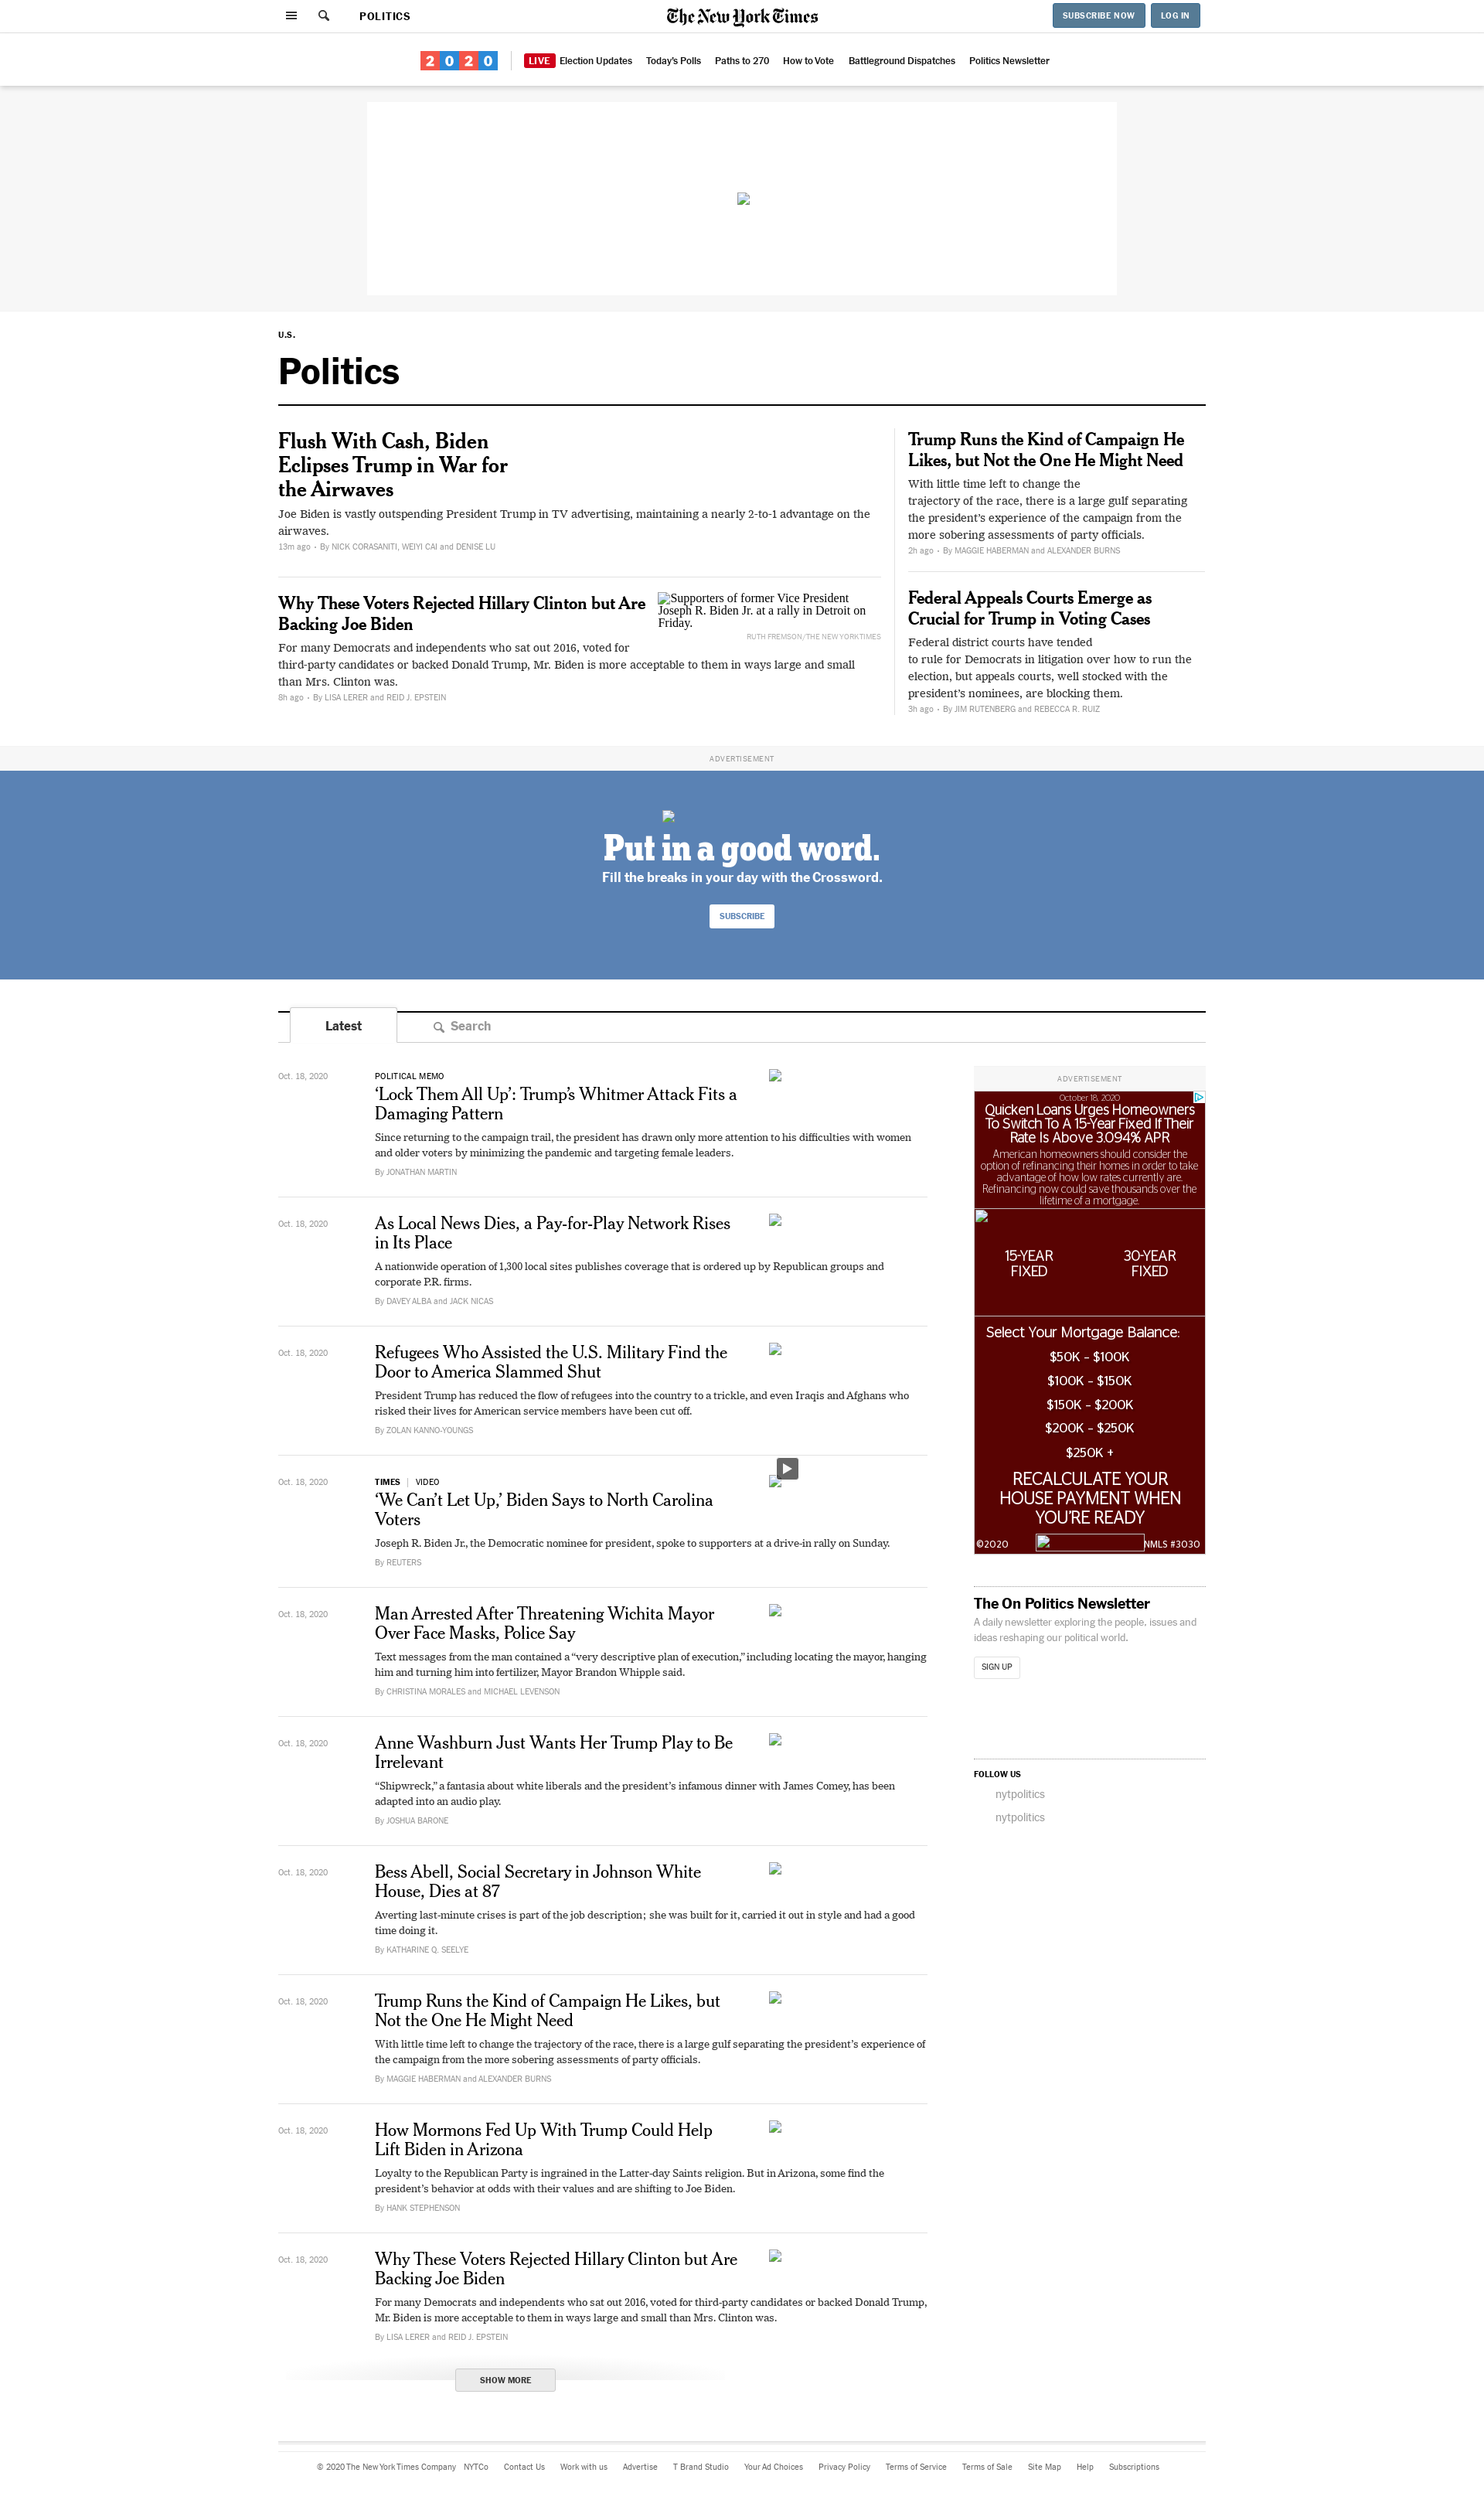 POLITICS
The New York Times
SUBSCRIBE NOW
LOG IN
2020
LIVE Election Updates
Today's Polls
Paths to 270
How to Vote
Battleground Dispatches
Politics Newsletter
U.S.
Politics
Flush With Cash, Biden
Eclipses Trump in War for
the Airwaves
Joe Biden is vastly outspending President Trump in TV advertising, maintaining a nearly 2-to-1 advantage on the
airwaves.
13m ago • By NICK CORASANITI, WEIYI CAI and DENISE LU
Why These Voters Rejected Hillary Clinton but Are
Backing Joe Biden
For many Democrats and independents who sat out 2016, voted for
third-party candidates or backed Donald Trump, Mr. Biden is more acceptable to them in ways large and small
than Mrs. Clinton was.
8h ago • By LISA LERER and REID J. EPSTEIN
Supporters of former Vice President
Joseph R. Biden Jr. at a rally in Detroit on
Friday.
RUTH FREMSON/THE NEW YORK TIMES
Trump Runs the Kind of Campaign He
Likes, but Not the One He Might Need
With little time left to change the
trajectory of the race, there is a large gulf separating
the president's experience of the campaign from the
more sobering assessments of party officials.
2h ago • By MAGGIE HABERMAN and ALEXANDER BURNS
Federal Appeals Courts Emerge as
Crucial for Trump in Voting Cases
Federal district courts have tended
to rule for Democrats in litigation over how to run the
election, but appeals courts, well stocked with the
president's nominees, are blocking them.
3h ago • By JIM RUTENBERG and REBECCA R. RUIZ
ADVERTISEMENT
Put in a good word.
Fill the breaks in your day with the Crossword.
SUBSCRIBE
Latest
Search
Oct. 18, 2020
POLITICAL MEMO
‘Lock Them All Up’: Trump’s Whitmer Attack Fits a
Damaging Pattern
Since returning to the campaign trail, the president has drawn only more attention to his difficulties with women
and older voters by minimizing the pandemic and targeting female leaders.
By JONATHAN MARTIN
Oct. 18, 2020
As Local News Dies, a Pay-for-Play Network Rises
in Its Place
A nationwide operation of 1,300 local sites publishes coverage that is ordered up by Republican groups and
corporate P.R. firms.
By DAVEY ALBA and JACK NICAS
Oct. 18, 2020
Refugees Who Assisted the U.S. Military Find the
Door to America Slammed Shut
President Trump has reduced the flow of refugees into the country to a trickle, and even Iraqis and Afghans who
risked their lives for American service members have been cut off.
By ZOLAN KANNO-YOUNGS
Oct. 18, 2020
TIMES | VIDEO
‘We Can’t Let Up,’ Biden Says to North Carolina
Voters
Joseph R. Biden Jr., the Democratic nominee for president, spoke to supporters at a drive-in rally on Sunday.
By REUTERS
Oct. 18, 2020
Man Arrested After Threatening Wichita Mayor
Over Face Masks, Police Say
Text messages from the man contained a “very descriptive plan of execution,” including locating the mayor, hanging
him and turning him into fertilizer, Mayor Brandon Whipple said.
By CHRISTINA MORALES and MICHAEL LEVENSON
Oct. 18, 2020
Anne Washburn Just Wants Her Trump Play to Be
Irrelevant
“Shipwreck,” a fantasia about white liberals and the president’s infamous dinner with James Comey, has been
adapted into an audio play.
By JOSHUA BARONE
Oct. 18, 2020
Bess Abell, Social Secretary in Johnson White
House, Dies at 87
Averting last-minute crises is part of the job description; she was built for it, carried it out in style and had a good
time doing it.
By KATHARINE Q. SEELYE
Oct. 18, 2020
Trump Runs the Kind of Campaign He Likes, but
Not the One He Might Need
With little time left to change the trajectory of the race, there is a large gulf separating the president’s experience of
the campaign from the more sobering assessments of party officials.
By MAGGIE HABERMAN and ALEXANDER BURNS
Oct. 18, 2020
How Mormons Fed Up With Trump Could Help
Lift Biden in Arizona
Loyalty to the Republican Party is ingrained in the Latter-day Saints religion. But in Arizona, some find the
president’s behavior at odds with their values and are shifting to Joe Biden.
By HANK STEPHENSON
Oct. 18, 2020
Why These Voters Rejected Hillary Clinton but Are
Backing Joe Biden
For many Democrats and independents who sat out 2016, voted for third-party candidates or backed Donald Trump,
Mr. Biden is more acceptable to them in ways large and small than Mrs. Clinton was.
By LISA LERER and REID J. EPSTEIN
SHOW MORE
ADVERTISEMENT
October 18, 2020
Quicken Loans Urges Homeowners
To Switch To A 15-Year Fixed If Their
Rate Is Above 3.094% APR
American homeowners should consider the
option of refinancing their homes in order to take
advantage of how low rates currently are.
Refinancing now could save thousands over the
lifetime of a mortgage.
15-YEAR
FIXED
30-YEAR
FIXED
Select Your Mortgage Balance:
$50K - $100K
$100K - $150K
$150K - $200K
$200K - $250K
$250K +
RECALCULATE YOUR
HOUSE PAYMENT WHEN
YOU'RE READY
©2020
NMLS #3030
The On Politics Newsletter
A daily newsletter exploring the people, issues and
ideas reshaping our political world.
SIGN UP
FOLLOW US
nytpolitics
nytpolitics
© 2020 The New York Times Company
NYTCo
Contact Us
Work with us
Advertise
T Brand Studio
Your Ad Choices
Privacy Policy
Terms of Service
Terms of Sale
Site Map
Help
Subscriptions